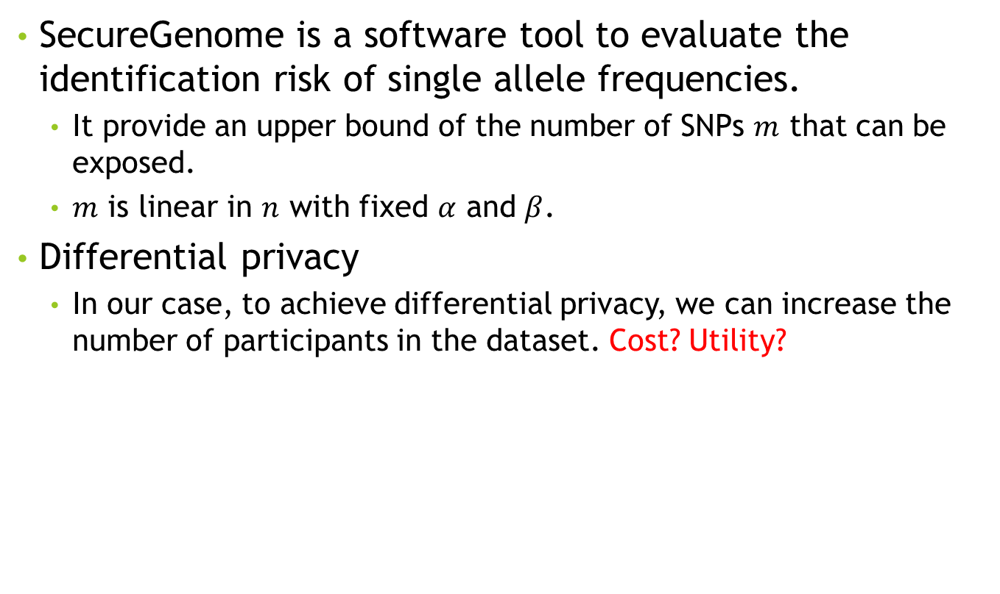 • SecureGenome is a software tool to evaluate the
identification risk of single allele frequencies.
• It provide an upper bound of the number of SNPs 𝑚 that can be
exposed.
• 𝑚 is linear in 𝑛 with fixed 𝛼 and 𝛽.
• Differential privacy
• In our case, to achieve differential privacy, we can increase the
number of participants in the dataset. Cost? Utility?